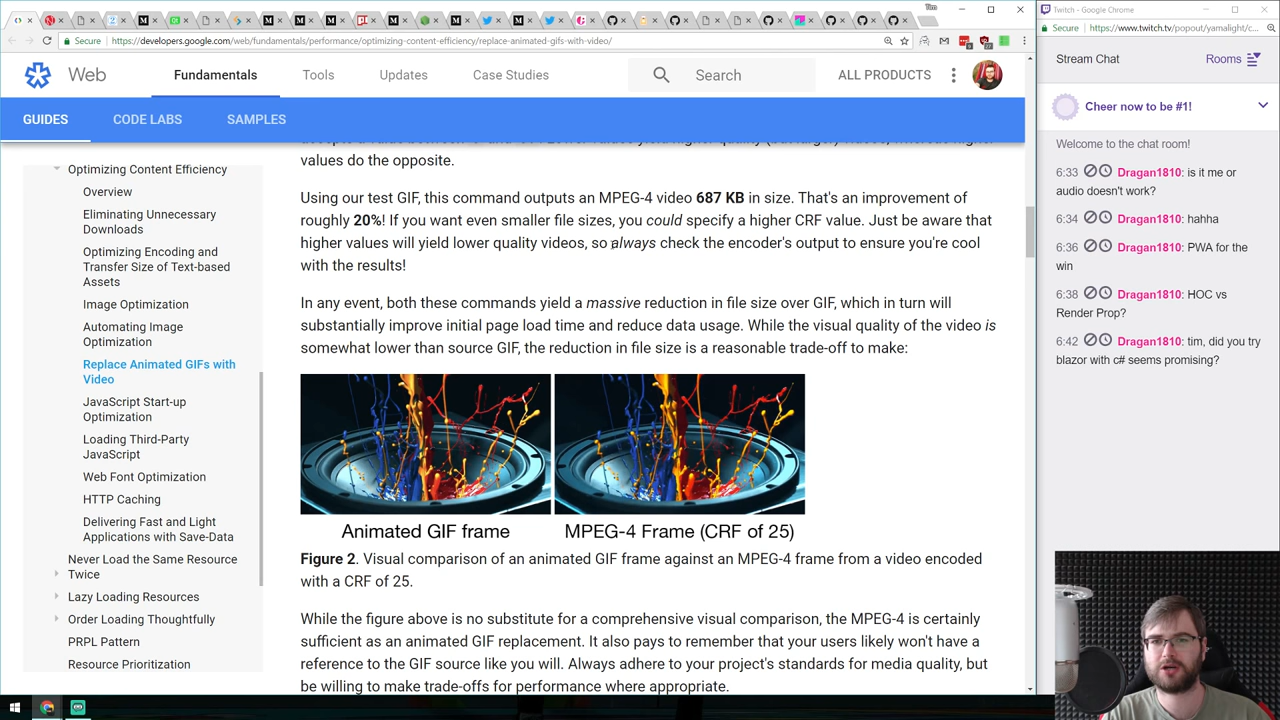 Tim
Secure
https://developers.google.com/web/fundamentals/performance/optimizing-content-efficiency/replace-animated-gifs-with-video/
Web
Fundamentals
Tools
Updates
Case Studies
Search
ALL PRODUCTS
GUIDES
CODE LABS
SAMPLES
Optimizing Content Efficiency
Overview
Eliminating Unnecessary
Downloads
Optimizing Encoding and
Transfer Size of Text-based
Assets
Image Optimization
Automating Image
Optimization
Replace Animated GIFs with
Video
JavaScript Start-up
Optimization
Loading Third-Party
JavaScript
Web Font Optimization
HTTP Caching
Delivering Fast and Light
Applications with Save-Data
Never Load the Same Resource
Twice
Lazy Loading Resources
Order Loading Thoughtfully
PRPL Pattern
Resource Prioritization
values do the opposite.
Using our test GIF, this command outputs an MPEG-4 video 687 KB in size. That's an improvement of
roughly 20%! If you want even smaller file sizes, you could specify a higher CRF value. Just be aware that
higher values will yield lower quality videos, so always check the encoder's output to ensure you're cool
with the results!
In any event, both these commands yield a massive reduction in file size over GIF, which in turn will
substantially improve initial page load time and reduce data usage. While the visual quality of the video is
somewhat lower than source GIF, the reduction in file size is a reasonable trade-off to make:
Animated GIF frame
MPEG-4 Frame (CRF of 25)
Figure 2. Visual comparison of an animated GIF frame against an MPEG-4 frame from a video encoded
with a CRF of 25.
While the figure above is no substitute for a comprehensive visual comparison, the MPEG-4 is certainly
sufficient as an animated GIF replacement. It also pays to remember that your users likely won't have a
reference to the GIF source like you will. Always adhere to your project's standards for media quality, but
be willing to make trade-offs for performance where appropriate.
Twitch - Google Chrome
Secure
https://www.twitch.tv/popout/yamalight/c...
Stream Chat
Rooms
Cheer now to be #1!
Welcome to the chat room!
6:33 Dragan1810: is it me or
audio doesn't work?
6:34 Dragan1810: hahha
6:36 Dragan1810: PWA for the
win
6:38 Dragan1810: HOC vs
Render Prop?
6:42 Dragan1810: tim, did you try
blazor with c# seems promising?